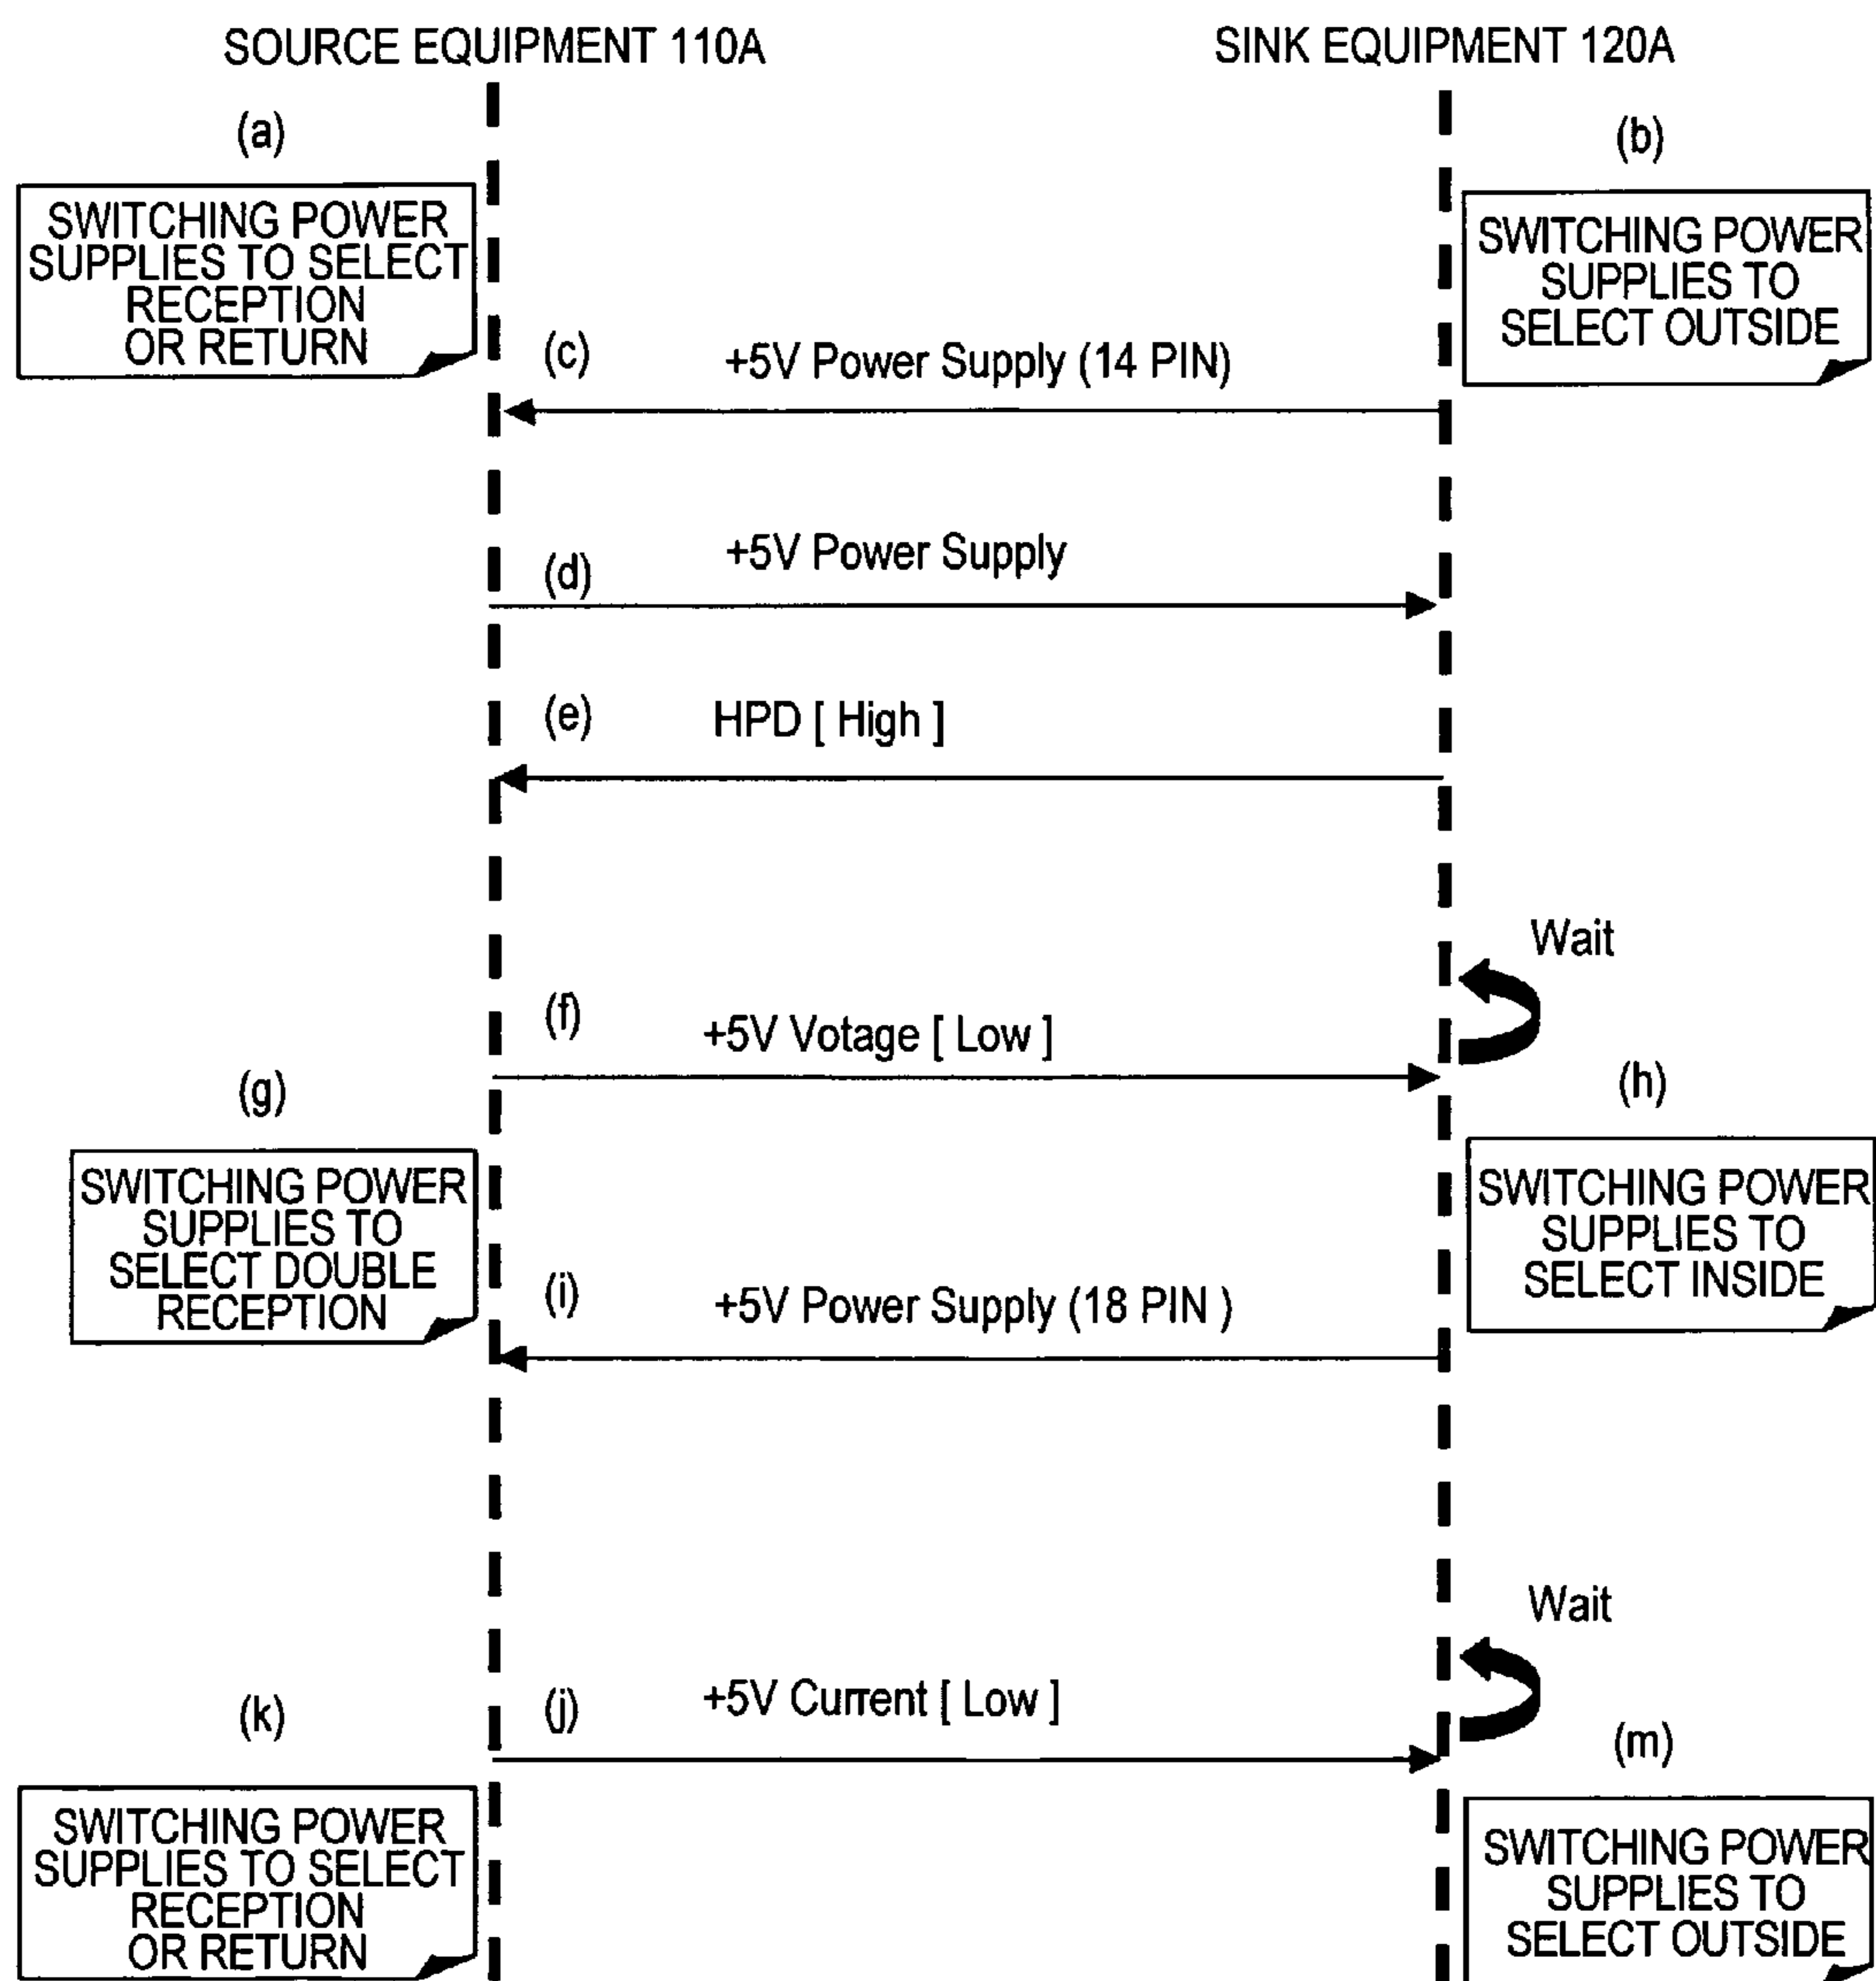 SOURCE EQUIPMENT 110A
SINK EQUIPMENT 120A
(a)
(b)
SWITCHING POWER
SUPPLIES TO SELECT
RECEPTION
OR RETURN
SWITCHING POWER
SUPPLIES TO
SELECT OUTSIDE
(c)
+5V Power Supply (14 PIN)
(d)
+5V Power Supply
(e)
HPD [ High ]
Wait
(f)
+5V Votage [ Low ]
(g)
(h)
SWITCHING POWER
SUPPLIES TO
SELECT DOUBLE
RECEPTION
SWITCHING POWER
SUPPLIES TO
SELECT INSIDE
(i)
+5V Power Supply (18 PIN )
Wait
(k)
(j)
+5V Current [ Low ]
(m)
SWITCHING POWER
SUPPLIES TO SELECT
RECEPTION
OR RETURN
SWITCHING POWER
SUPPLIES TO
SELECT OUTSIDE